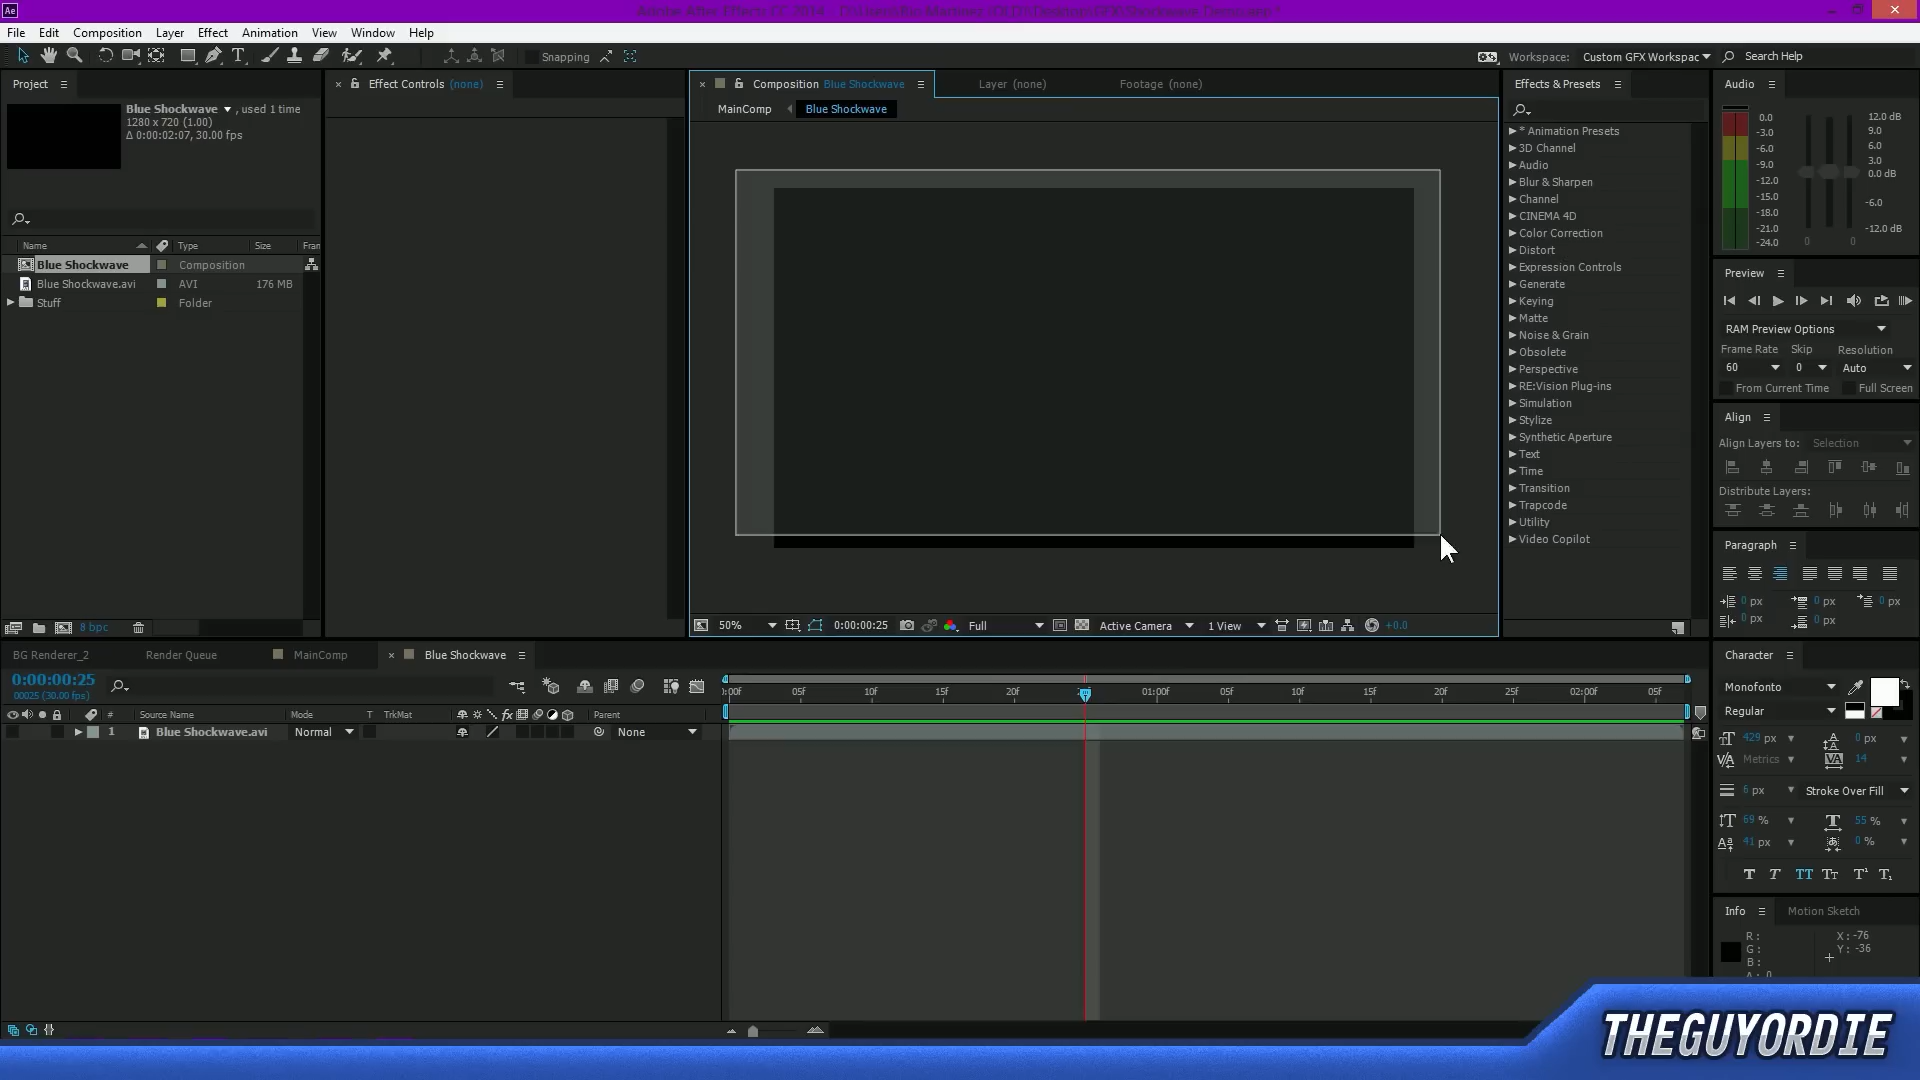 Ae
Adobe After Effects CC 2014 -
File Edit Composition Layer Effect Animation View Window Help
Snapping
Workspace: Custom GFX Workspac
Search Help
Project
Effect Controls (none)
Composition Blue Shockwave
Layer (none)
Footage (none)
Effects & Presets
Audio
Blue Shockwave , used 1 time
1280 x 720 (1.00)
Δ 0:00:02:07, 30.00 fps
MainComp
Blue Shockwave
Name Type Size Fran
Blue Shockwave Composition
Blue Shockwave.avi AVI 176 MB
Stuff Folder
8 bpc
50% 0:00:00:25 Full Active Camera 1 View +0.0
* Animation Presets
3D Channel
Audio
Blur & Sharpen
Channel
CINEMA 4D
Color Correction
Distort
Expression Controls
Generate
Keying
Matte
Noise & Grain
Obsolete
Perspective
RE:Vision Plug-ins
Simulation
Stylize
Synthetic Aperture
Text
Time
Transition
Trapcode
Utility
Video Copilot
0.0 12.0 dB
-3.0 9.0
-6.0 6.0
-9.0 3.0
-12.0 0.0 dB
-15.0
-18.0 -6.0
-21.0
-24.0 -12.0 dB
0 0
Preview
RAM Preview Options
Frame Rate Skip Resolution
60 0 Auto
From Current Time Full Screen
Align
Align Layers to: Selection
Distribute Layers:
Paragraph
0 px 0 px 0 px
0 px 0 px
Character
Monofonto
Regular
429 px 0 px
Metrics 14
6 px Stroke Over Fill
69 % 55 %
41 px 0 %
T T TT Tт T¹ T₁
Info Motion Sketch
R : X : -76
G : Y : -36
B :
A : 0
BG Renderer_2
Render Queue
MainComp
Blue Shockwave
0:00:00:25
00025 (30.00 fps)
:00f 05f 10f 15f 20f 01:00f 05f 10f 15f 20f 25f 02:00f 05f
# Source Name Mode T TrkMat fx Parent
1 Blue Shockwave.avi Normal None
THEGUYORDIE